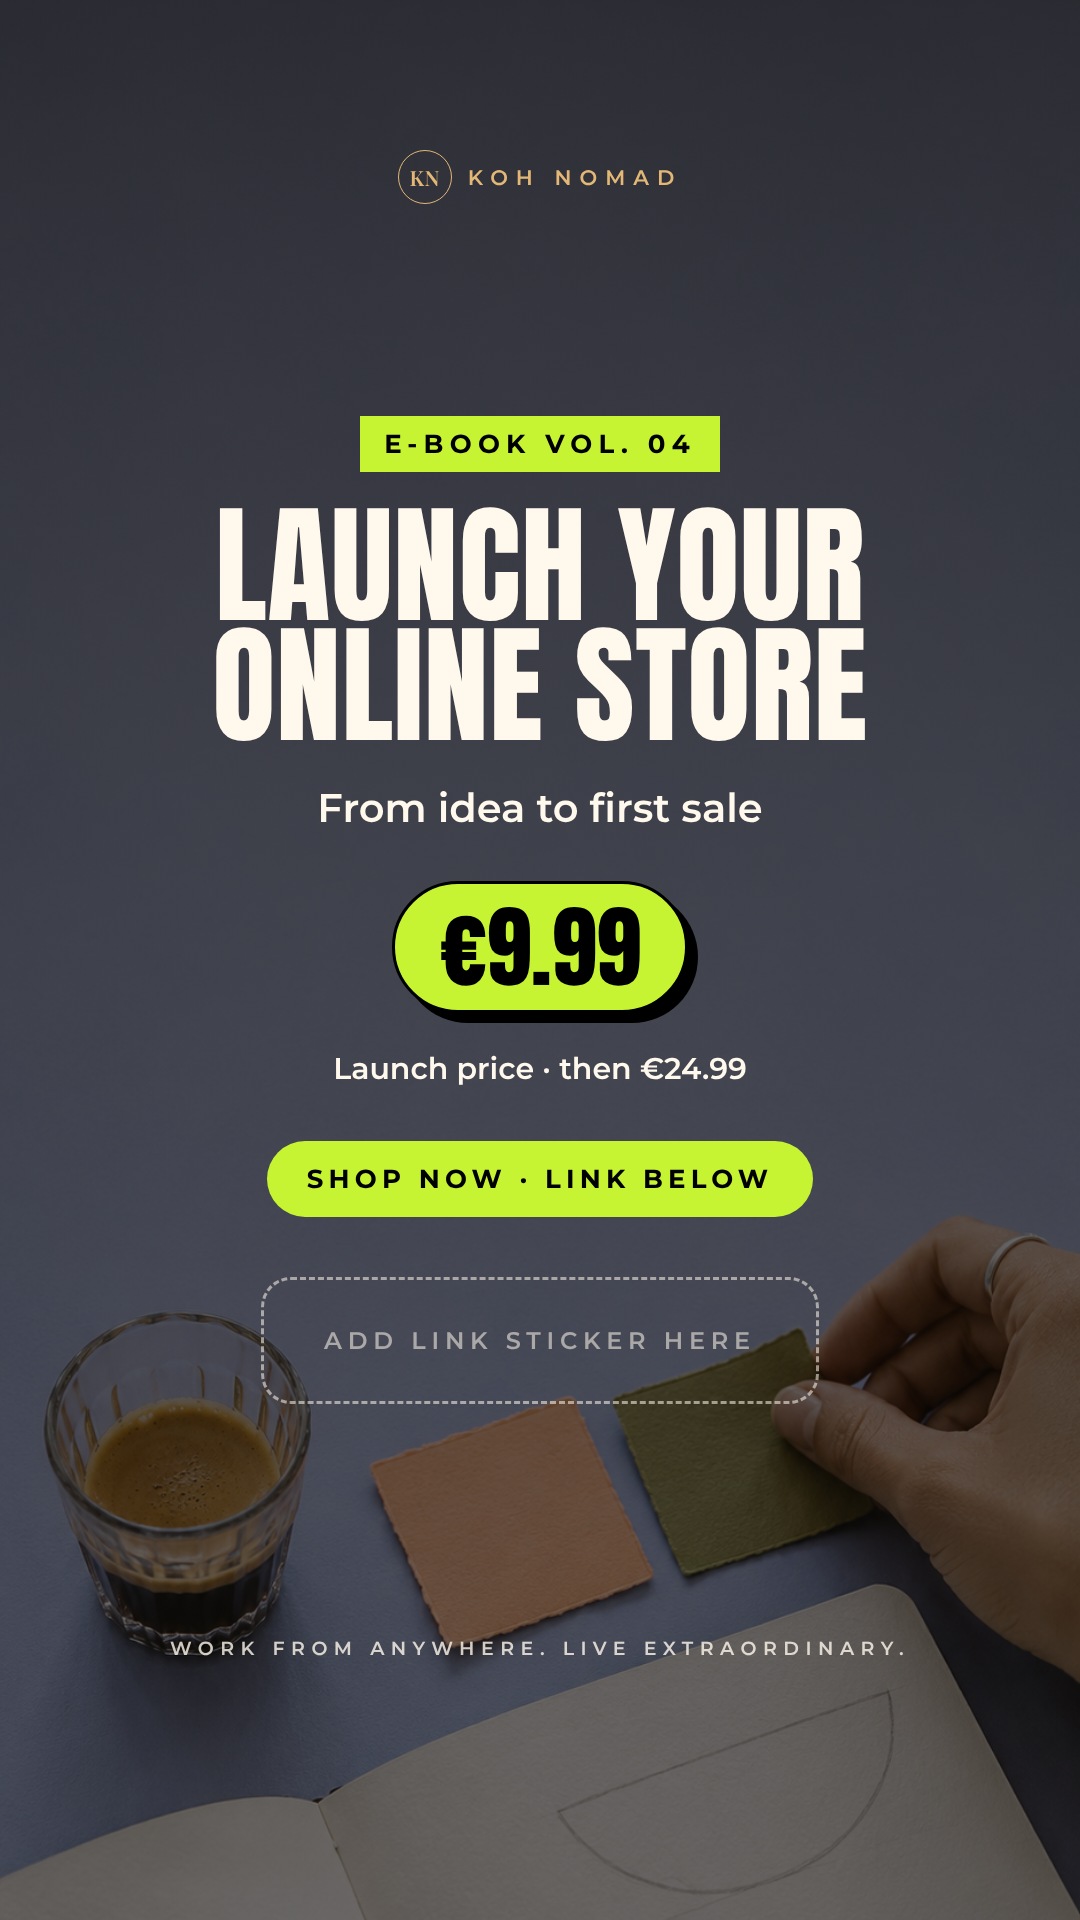 KN KOH NOMAD
E-BOOK VOL. 04
LAUNCH YOUR
ONLINE STORE
From idea to first sale
€9.99
Launch price · then €24.99
SHOP NOW · LINK BELOW
ADD LINK STICKER HERE
WORK FROM ANYWHERE. LIVE EXTRAORDINARY.